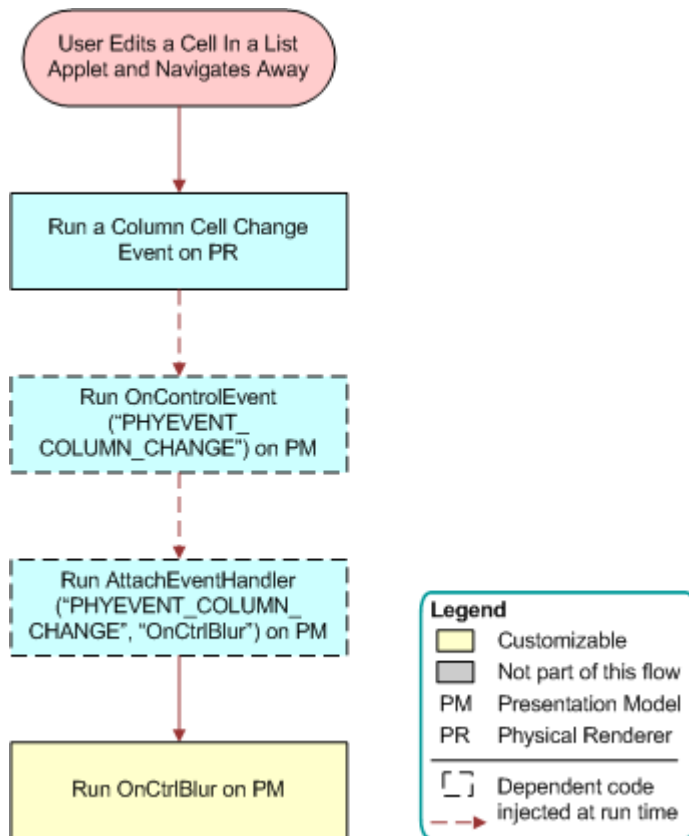 User Edits a Cell In a List
Applet and Navigates Away
Run a Column Cell Change
Event on PR
Run OnControlEvent
(“PHYEVENT_
COLUMN_CHANGE”) on PM
Run AttachEventHandler
(“PHYEVENT_COLUMN_
CHANGE”, “OnCtrlBlur”) on PM
Run OnCtrlBlur on PM
Legend
Customizable
Not part of this flow
PM Presentation Model
PR Physical Renderer
Dependent code
injected at run time